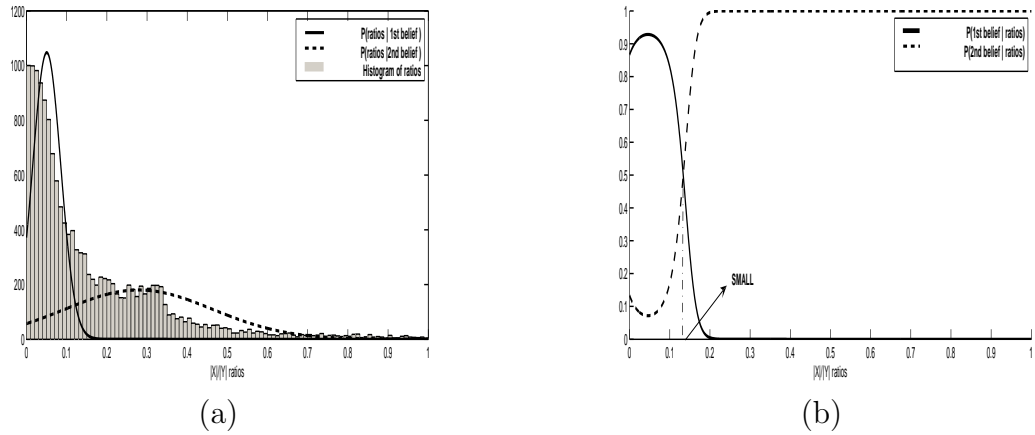 1200
1000
800
600
400
200
0
0 0.1 0.2 0.3 0.4 0.5 0.6 0.7 0.8 0.9 1
|X|/|Y| ratios
P(ratios | 1st belief )
P(ratios |2nd belief )
Histogram of ratios
(a)
1
0.9
0.8
0.7
0.6
0.5
0.4
0.3
0.2
0.1
0
0 0.1 0.2 0.3 0.4 0.5 0.6 0.7 0.8 0.9 1
|X|/|Y| ratios
P(1st belief | ratios)
P(2nd belief | ratios)
SMALL
(b)